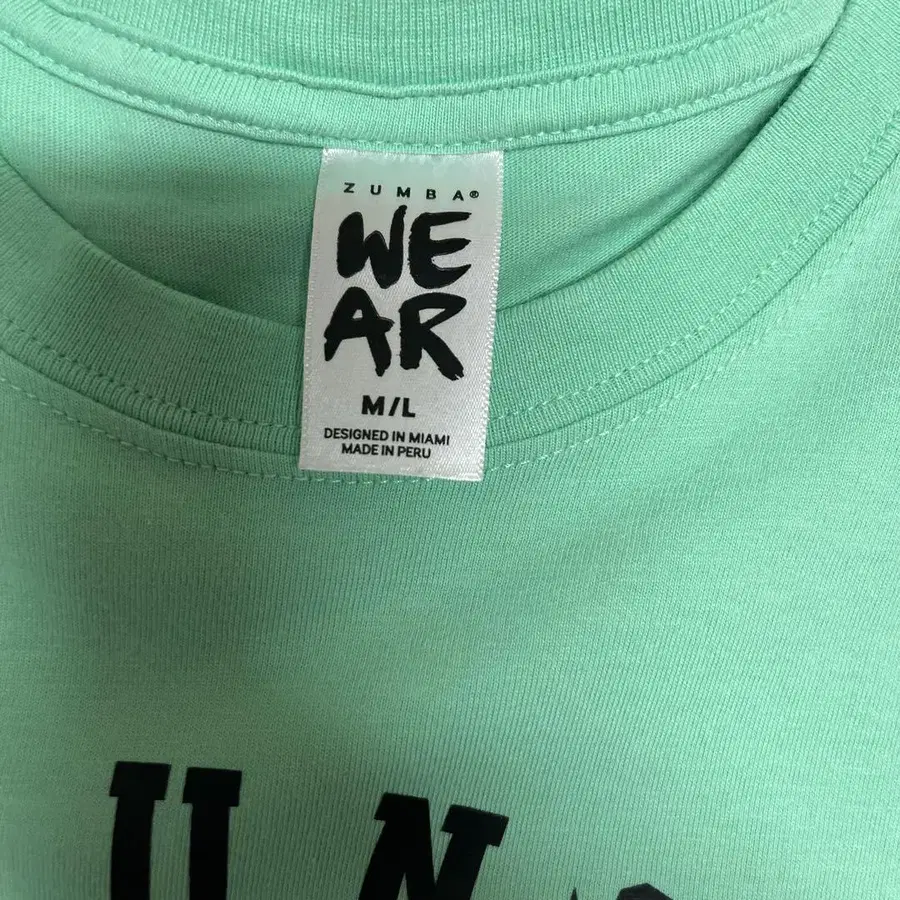 ZUMBA®
WE
AR
M/L
DESIGNED IN MIAMI
MADE IN PERU